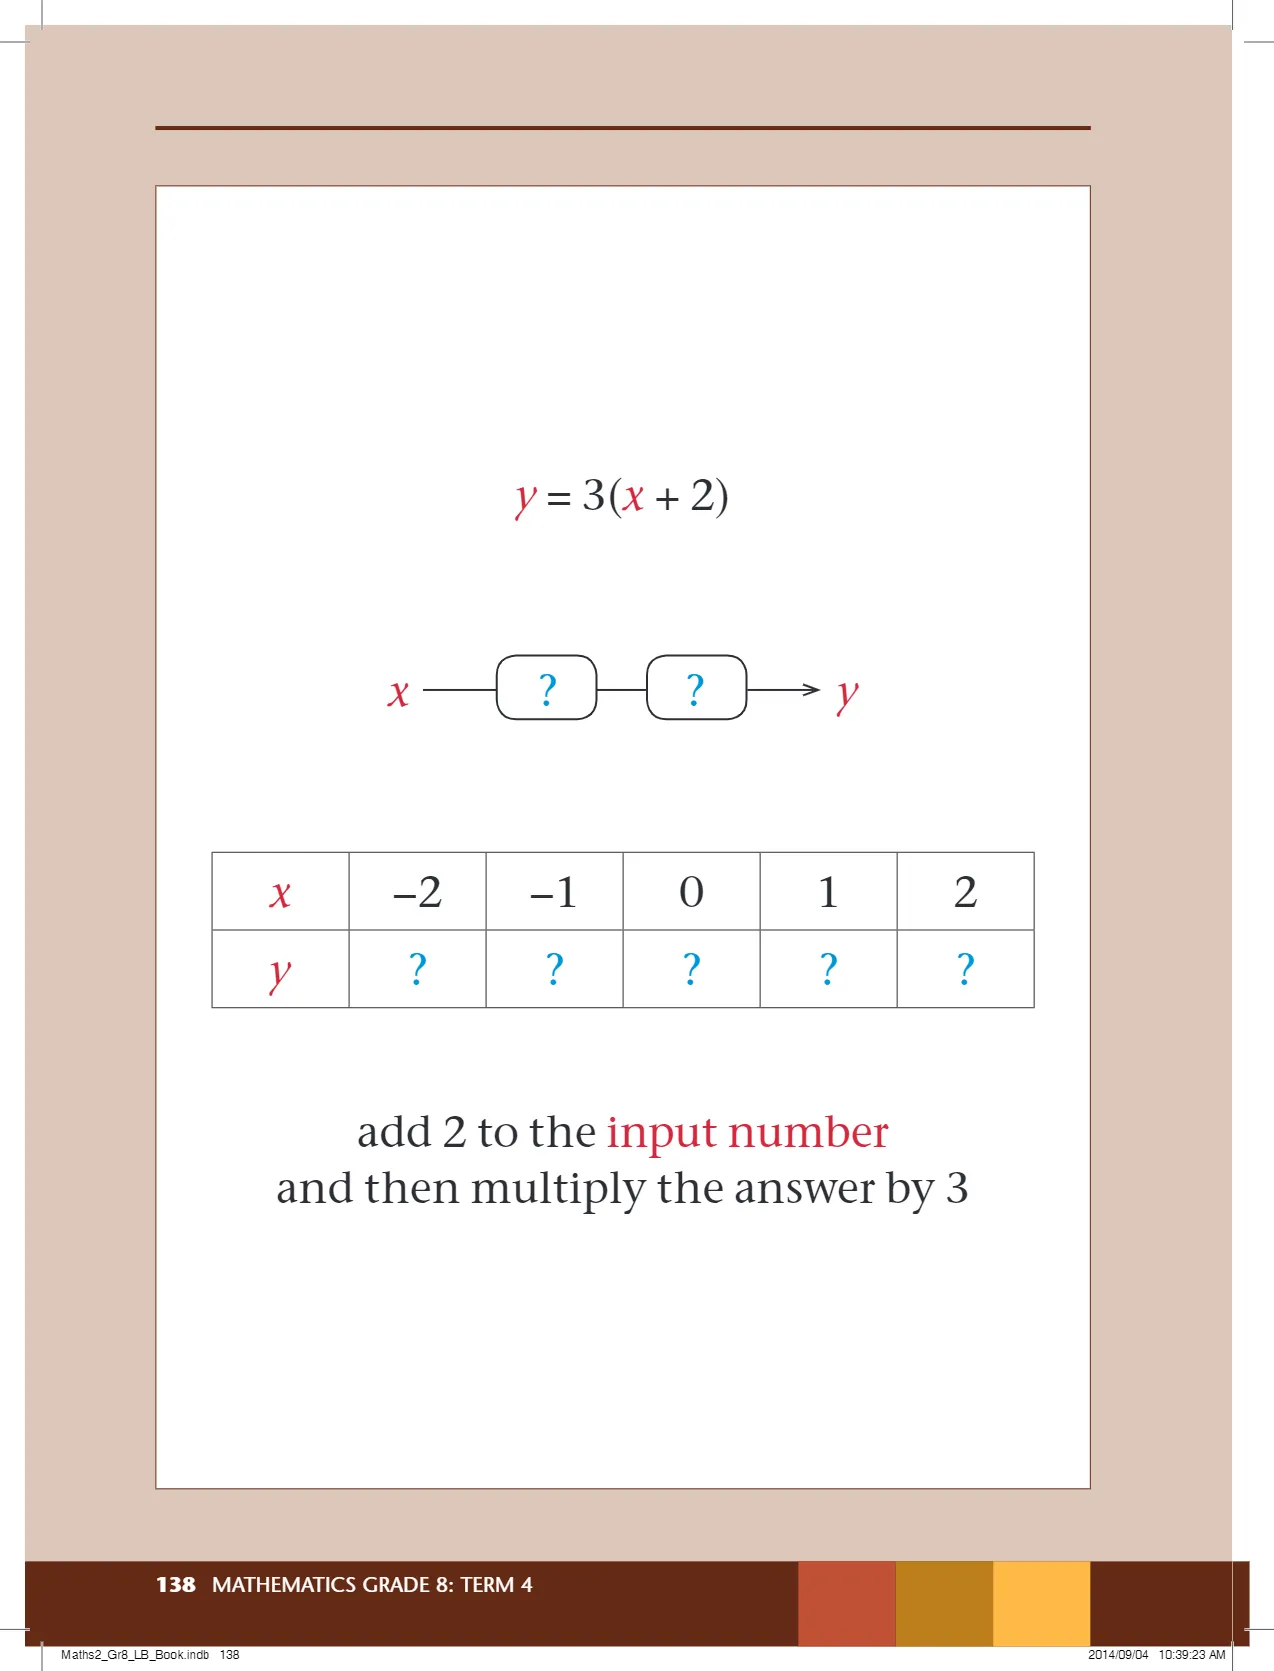 y = 3(x + 2)
x ? ? y
x –2 –1 0 1 2
y ? ? ? ? ?
add 2 to the input number
and then multiply the answer by 3
138 MATHEMATICS GRADE 8: TERM 4
Maths2_Gr8_LB_Book.indb 138 2014/09/04 10:39:23 AM